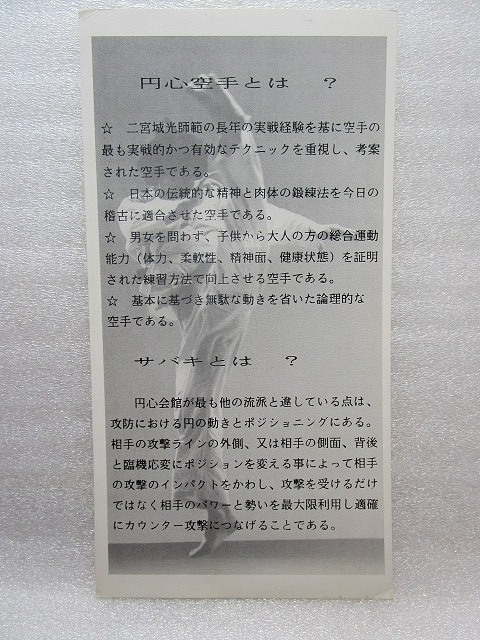 円心空手とは　？
☆　二宮城光師範の長年の実戦経験を基に空手の
最も実戦的かつ有効なテクニックを重視し、考案
された空手である。
☆　日本の伝統的な精神と肉体の鍛練法を今日の
稽古に適合させた空手である。
☆　男女を問わず、子供から大人の方の総合運動
能力（体力、柔軟性、精神面、健康状態）を証明
された練習方法で向上させる空手である。
☆　基本に基づき無駄な動きを省いた論理的な
空手である。
サバキとは　？
円心会館が最も他の流派と違している点は、
攻防における円の動きとポジショニングにある。
相手の攻撃ラインの外側、又は相手の側面、背後
と臨機応変にポジションを変える事によって相手
の攻撃のインパクトをかわし、攻撃を受けるだけ
ではなく相手のパワーと勢いを最大限利用し適確
にカウンター攻撃につなげることである。